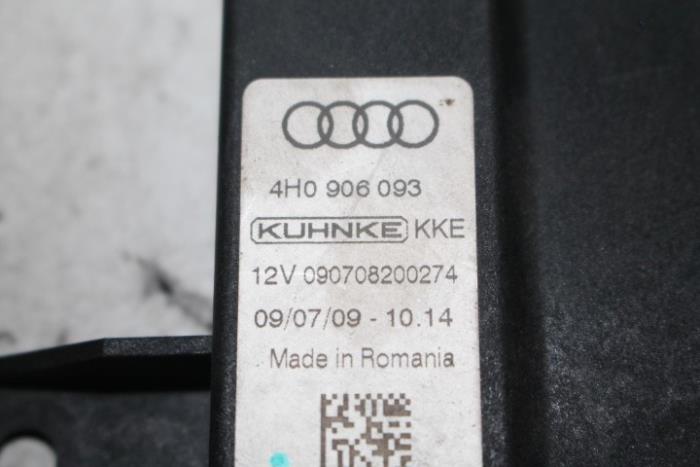 4H0 906 093
KUHNKE KKE
12V 090708200274
09/07/09 - 10.14
Made in Romania